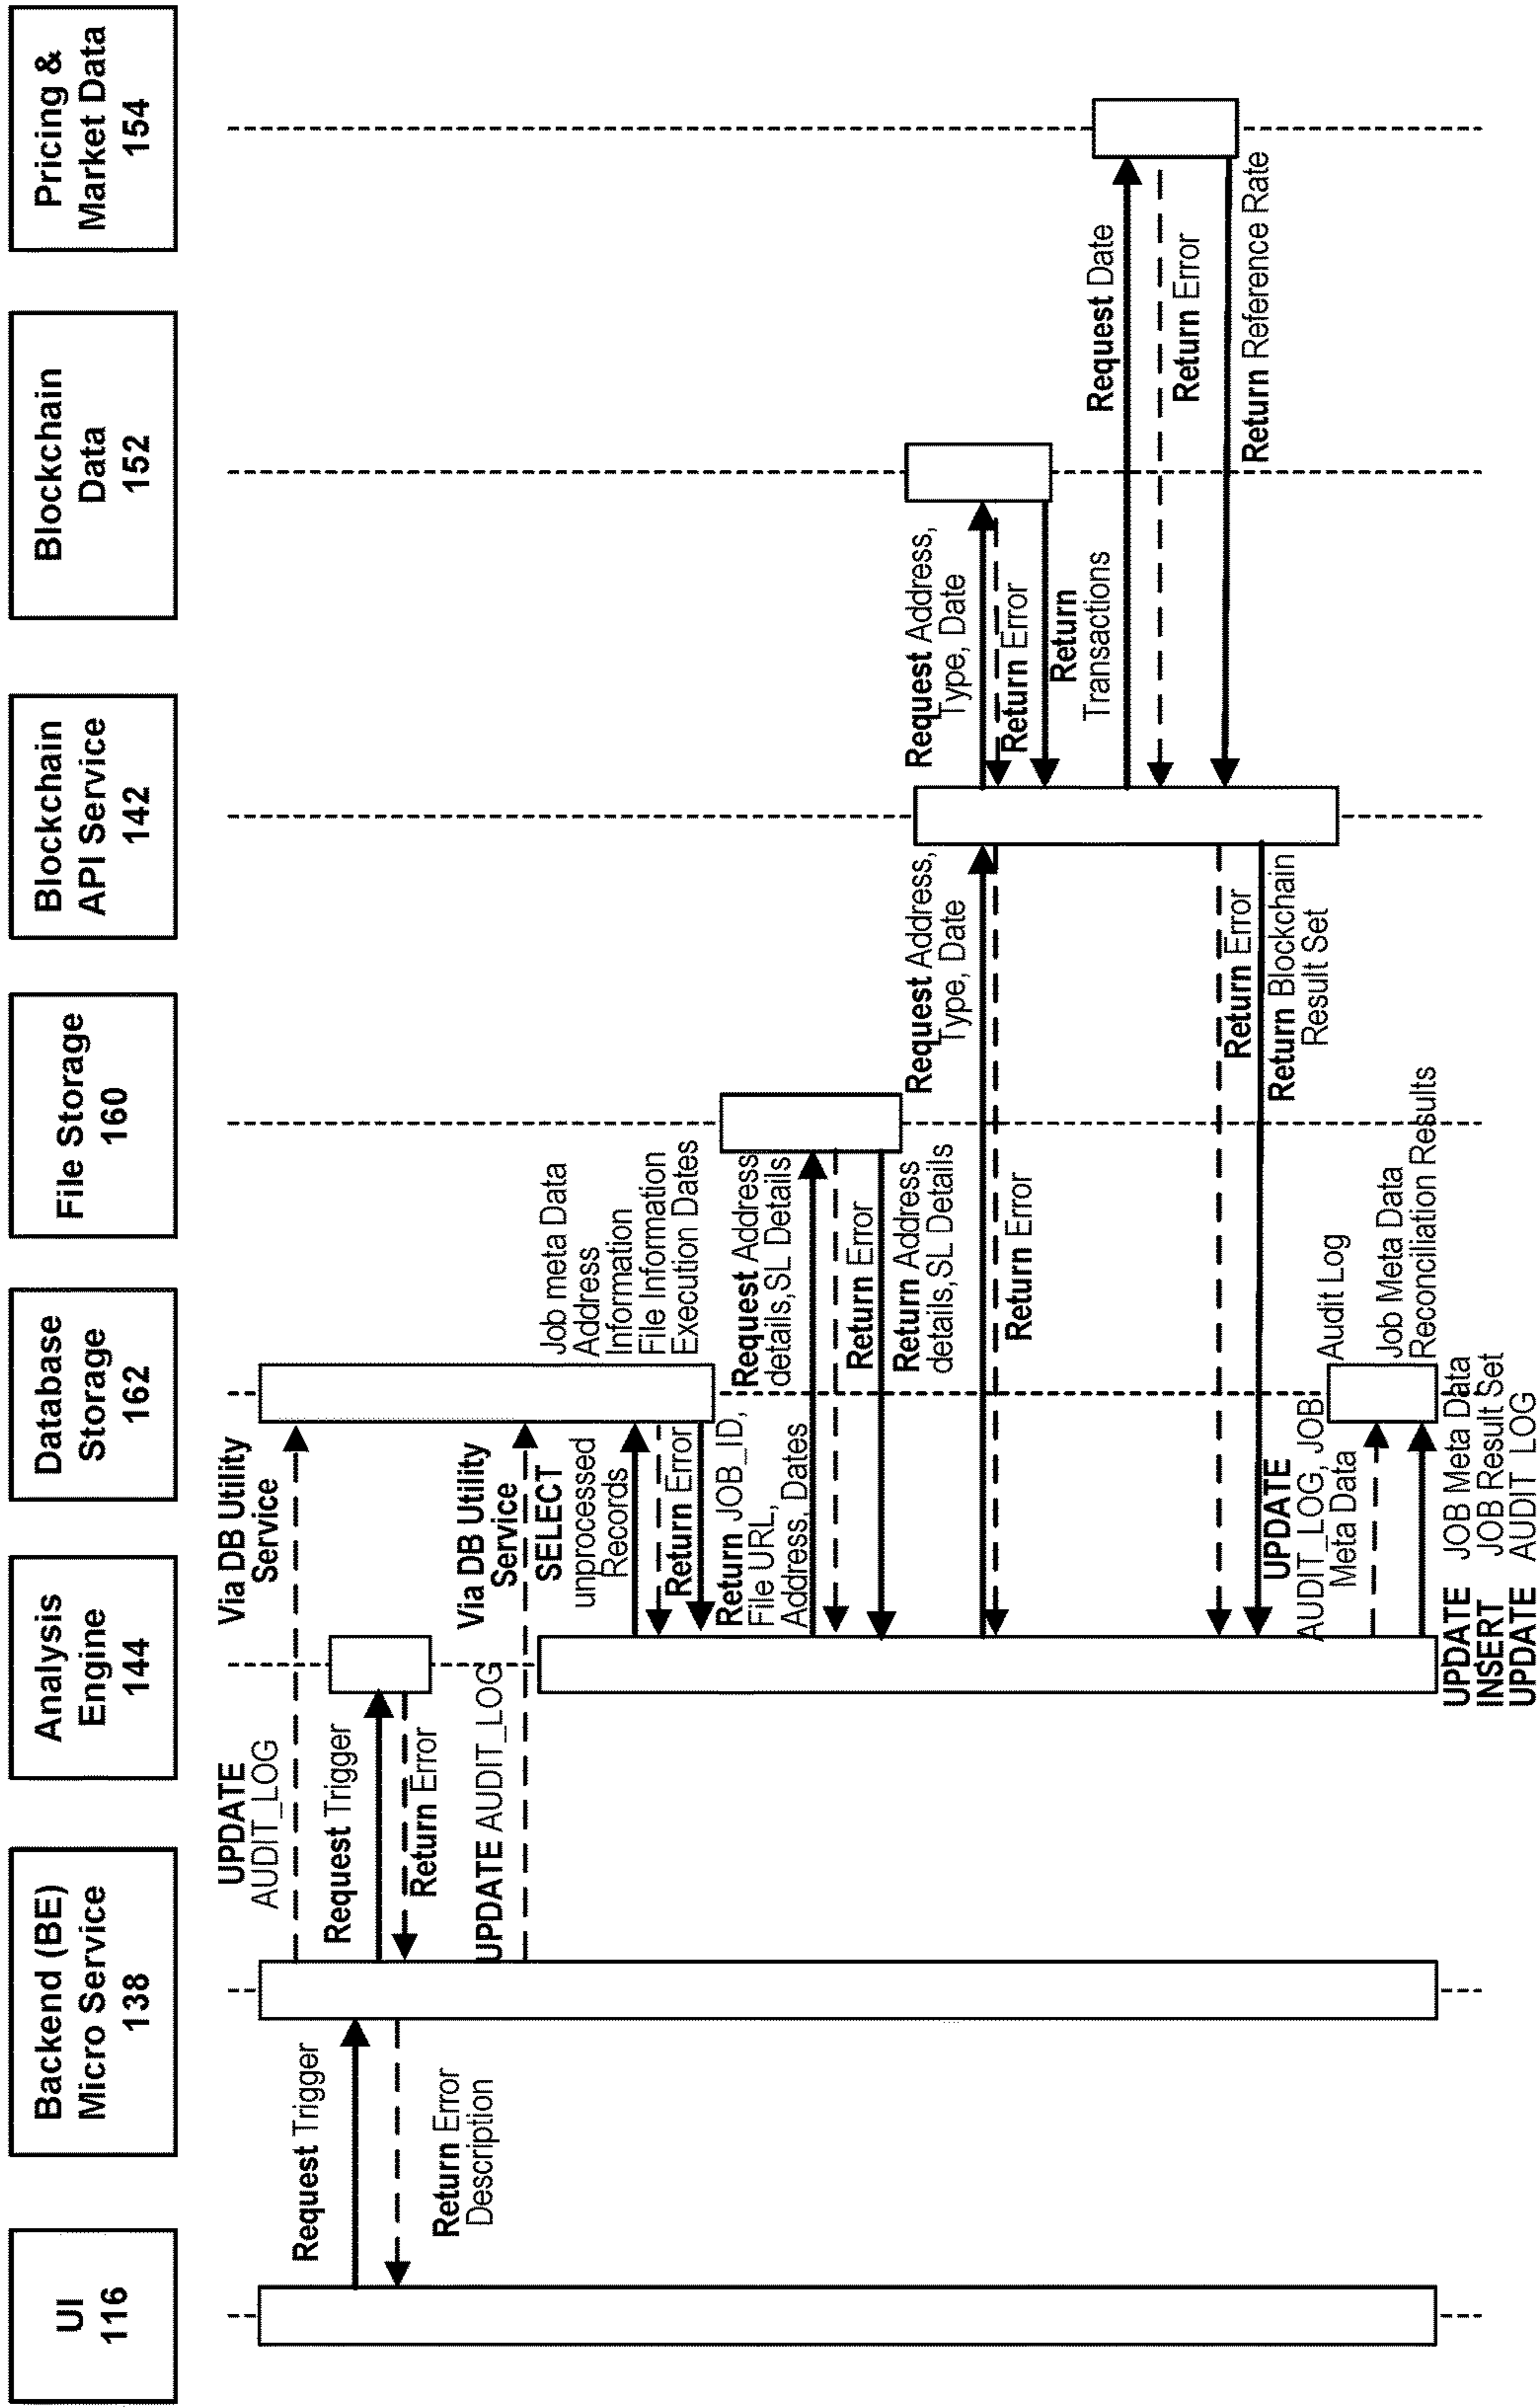 UI
116
Backend (BE)
Micro Service
138
Analysis
Engine
144
Database
Storage
162
File Storage
160
Blockchain
API Service
142
Blockchain
Data
152
Pricing &
Market Data
154
UPDATE
AUDIT_LOG
Via DB Utility
Service
Request Trigger
Return Error
Description
Request Trigger
Return Error
UPDATE AUDIT_LOG
Via DB Utility
Service
SELECT
unprocessed
Records
Return Error
Return JOB_ID,
File URL,
Address, Dates
Job meta Data
Address
Information
File Information
Execution Dates
Request Address
details,SL Details
Return Error
Return Address
details,SL Details
Request Address,
Type, Date
Return Error
Request Address,
Type, Date
Return Error
Return
Transactions
Request Date
Return Error
Return Reference Rate
Return Error
Return Blockchain
Result Set
UPDATE
AUDIT_LOG, JOB
Meta Data
Audit Log
Job Meta Data
Reconciliation Results
UPDATE JOB Meta Data
INSERT JOB Result Set
UPDATE AUDIT LOG